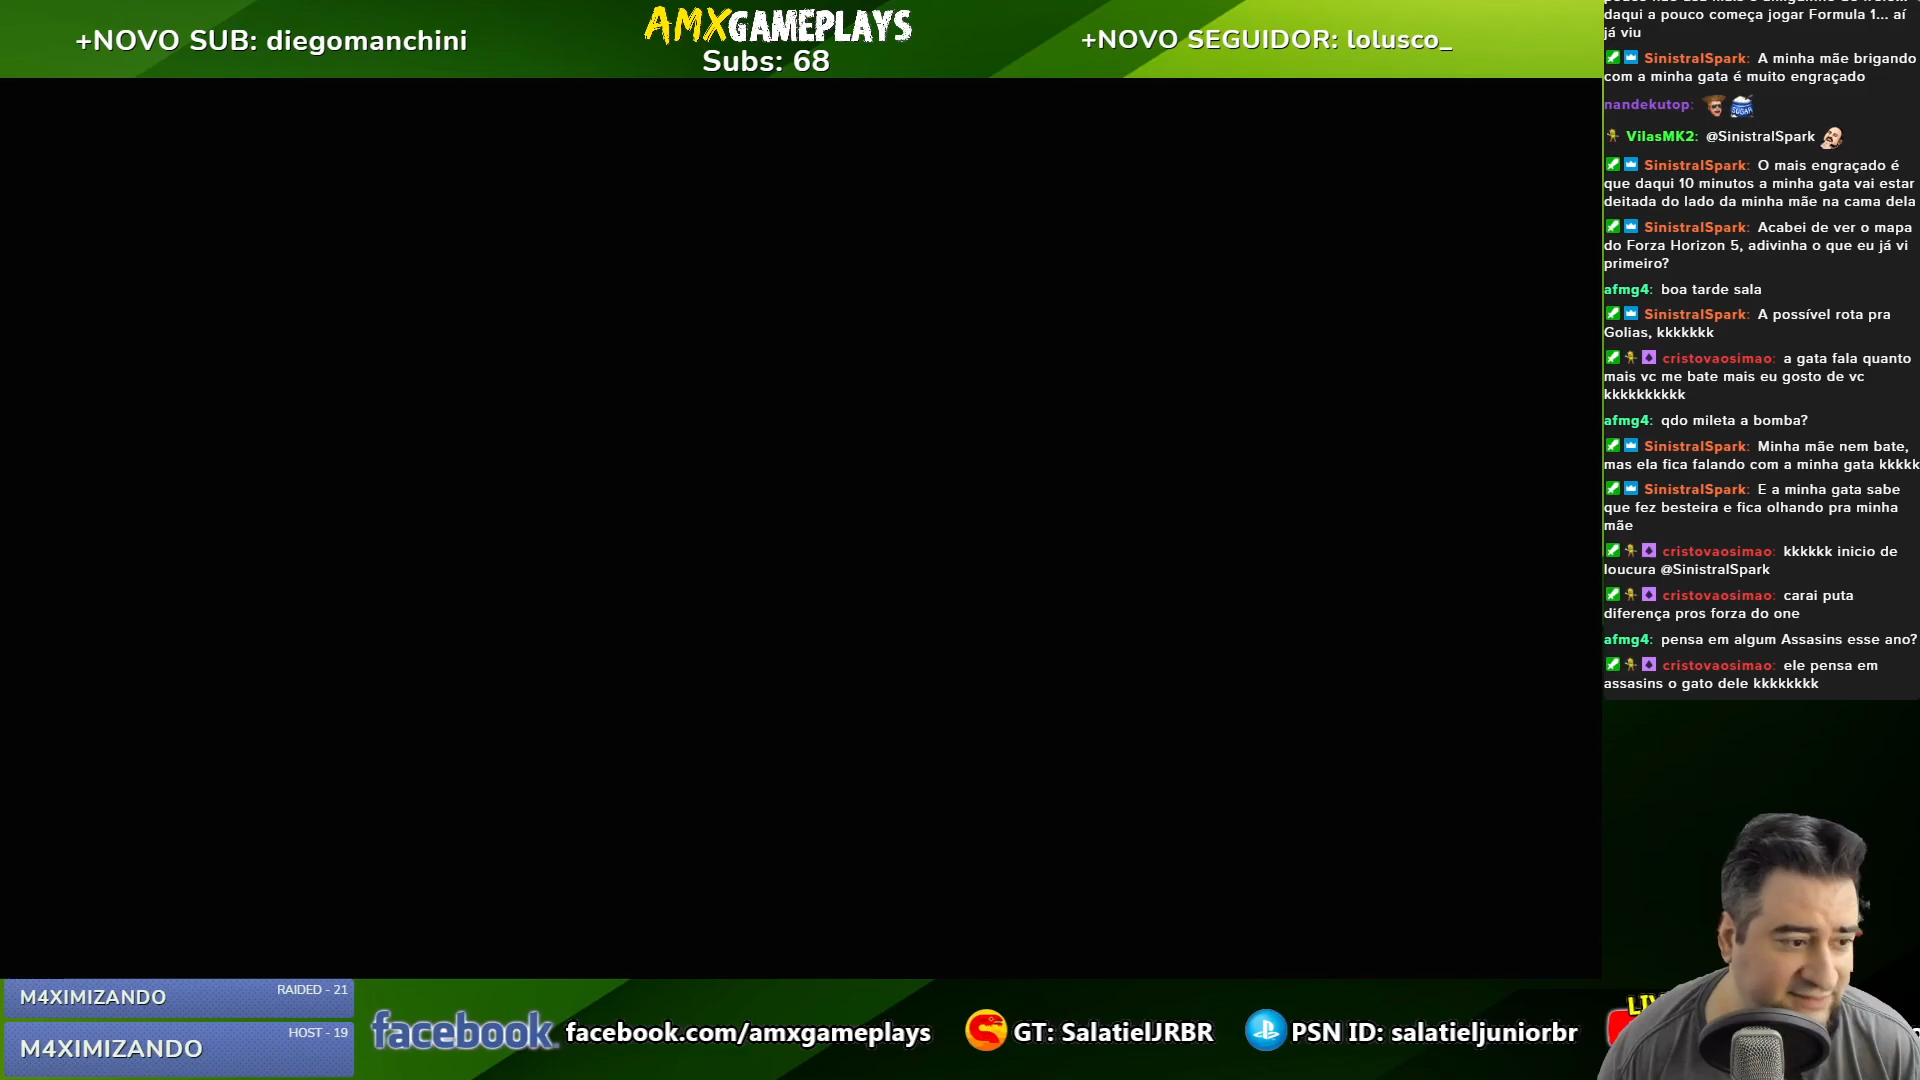 +NOVO SUB: diegomanchini
AMXGAMEPLAYS
Subs: 68
+NOVO SEGUIDOR: lolusco_
daqui a pouco começa jogar Formula 1... aí
já viu
SinistralSpark: A minha mãe brigando
com a minha gata é muito engraçado
nandekutop:
SUGAR
VilasMK2: @SinistralSpark
SinistralSpark: O mais engraçado é
que daqui 10 minutos a minha gata vai estar
deitada do lado da minha mãe na cama dela
SinistralSpark: Acabei de ver o mapa
do Forza Horizon 5, adivinha o que eu já vi
primeiro?
afmg4: boa tarde sala
SinistralSpark: A possível rota pra
Golias, kkkkkkk
cristovaosimao: a gata fala quanto
mais vc me bate mais eu gosto de vc
kkkkkkkkkk
afmg4: qdo mileta a bomba?
SinistralSpark: Minha mãe nem bate,
mas ela fica falando com a minha gata kkkkk
SinistralSpark: E a minha gata sabe
que fez besteira e fica olhando pra minha
mãe
cristovaosimao: kkkkkk inicio de
loucura @SinistralSpark
cristovaosimao: carai puta
diferença pros forza do one
afmg4: pensa em algum Assasins esse ano?
cristovaosimao: ele pensa em
assasins o gato dele kkkkkkkk
M4XIMIZANDO
RAIDED - 21
M4XIMIZANDO
HOST - 19
facebook
facebook.com/amxgameplays
GT: SalatielJRBR
PSN ID: salatieljuniorbr